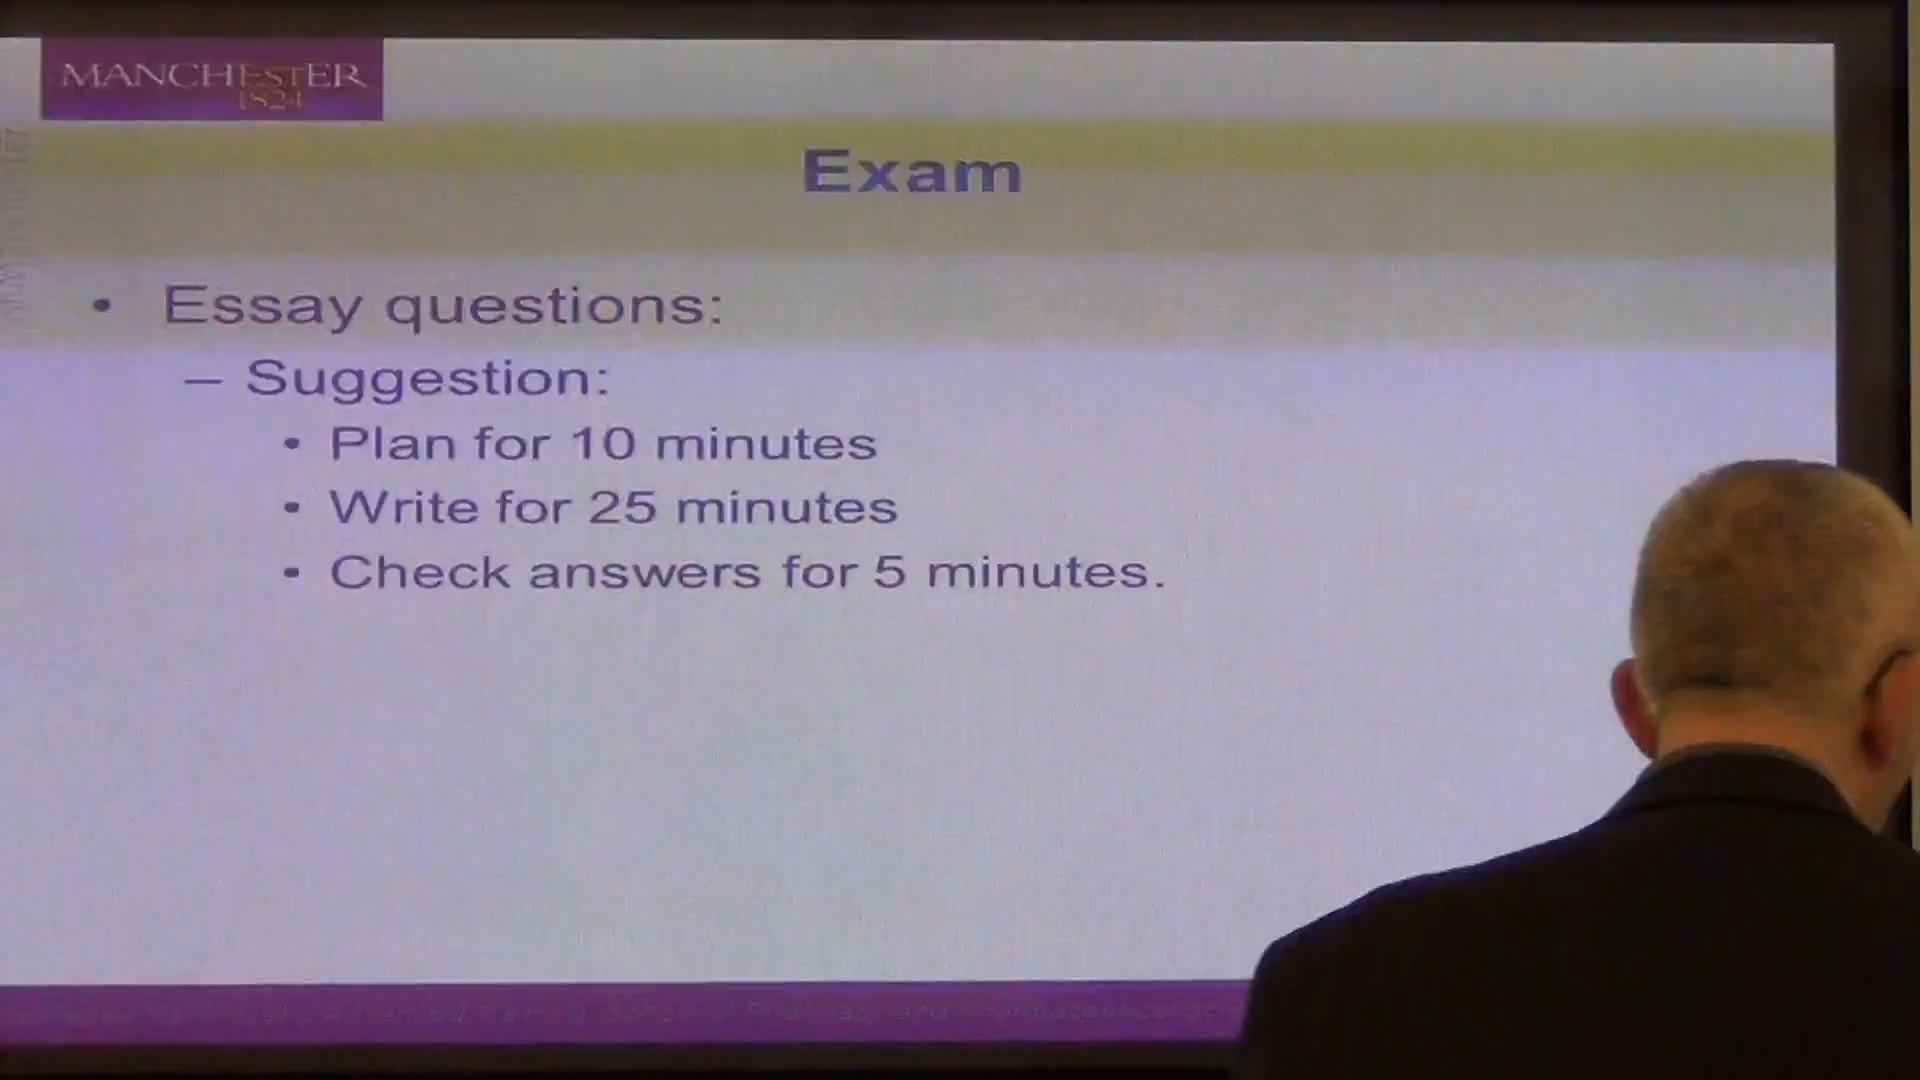 MANCHESTER
1824
Exam
• Essay questions:
– Suggestion:
• Plan for 10 minutes
• Write for 25 minutes
• Check answers for 5 minutes.